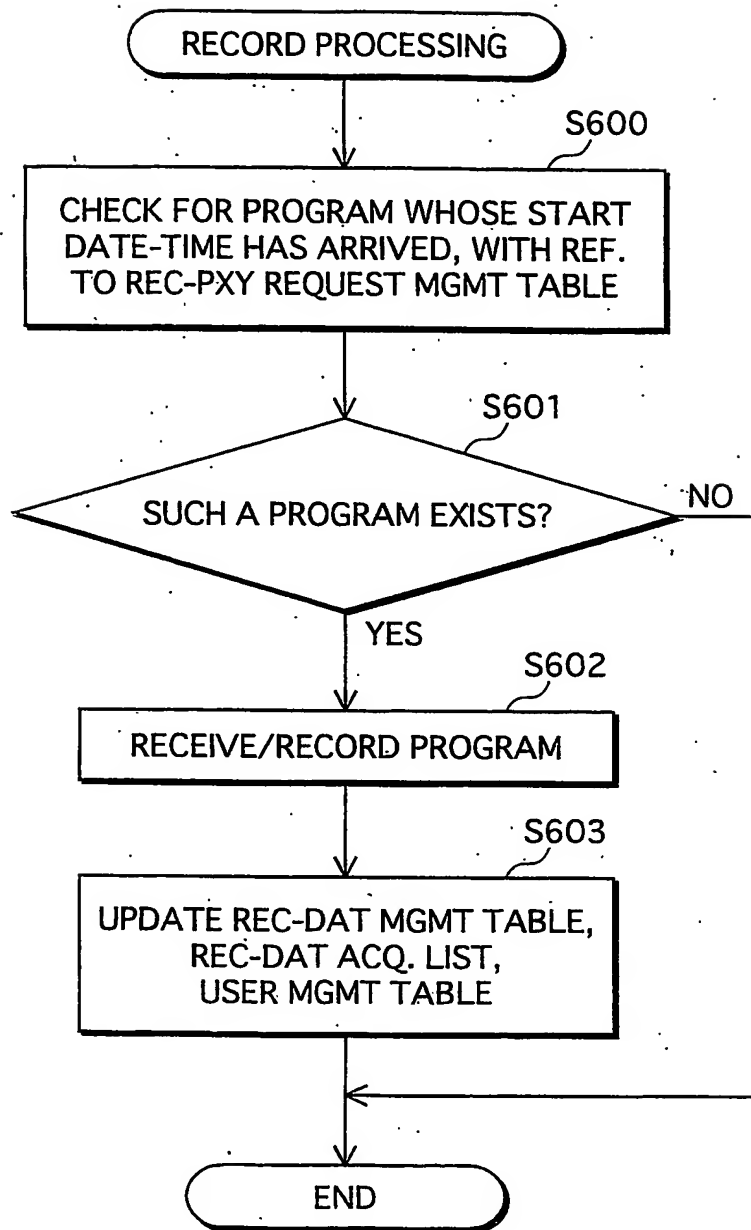 RECORD PROCESSING
S600
CHECK FOR PROGRAM WHOSE START
DATE-TIME HAS ARRIVED, WITH REF.
TO REC-PXY REQUEST MGMT TABLE
S601
SUCH A PROGRAM EXISTS?
NO
YES
S602
RECEIVE/RECORD PROGRAM
S603
UPDATE REC-DAT MGMT TABLE,
REC-DAT ACQ. LIST,
USER MGMT TABLE
END